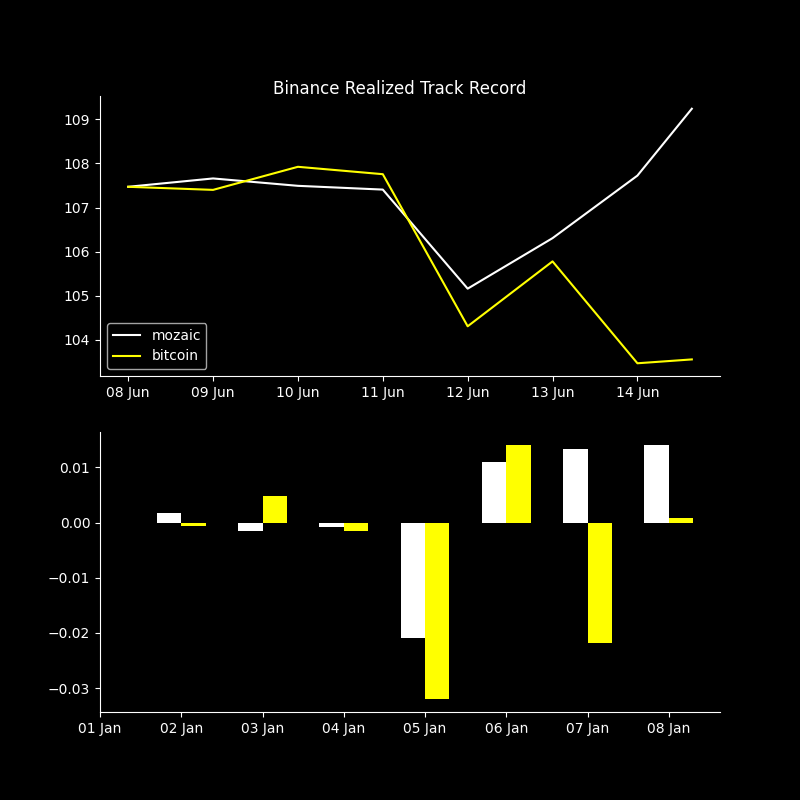 Binance Realized Track Record
109
108
107
106
105
104
mozaic
bitcoin
08 Jun 09 Jun 10 Jun 11 Jun 12 Jun 13 Jun 14 Jun
0.01
0.00
−0.01
−0.02
−0.03
01 Jan 02 Jan 03 Jan 04 Jan 05 Jan 06 Jan 07 Jan 08 Jan